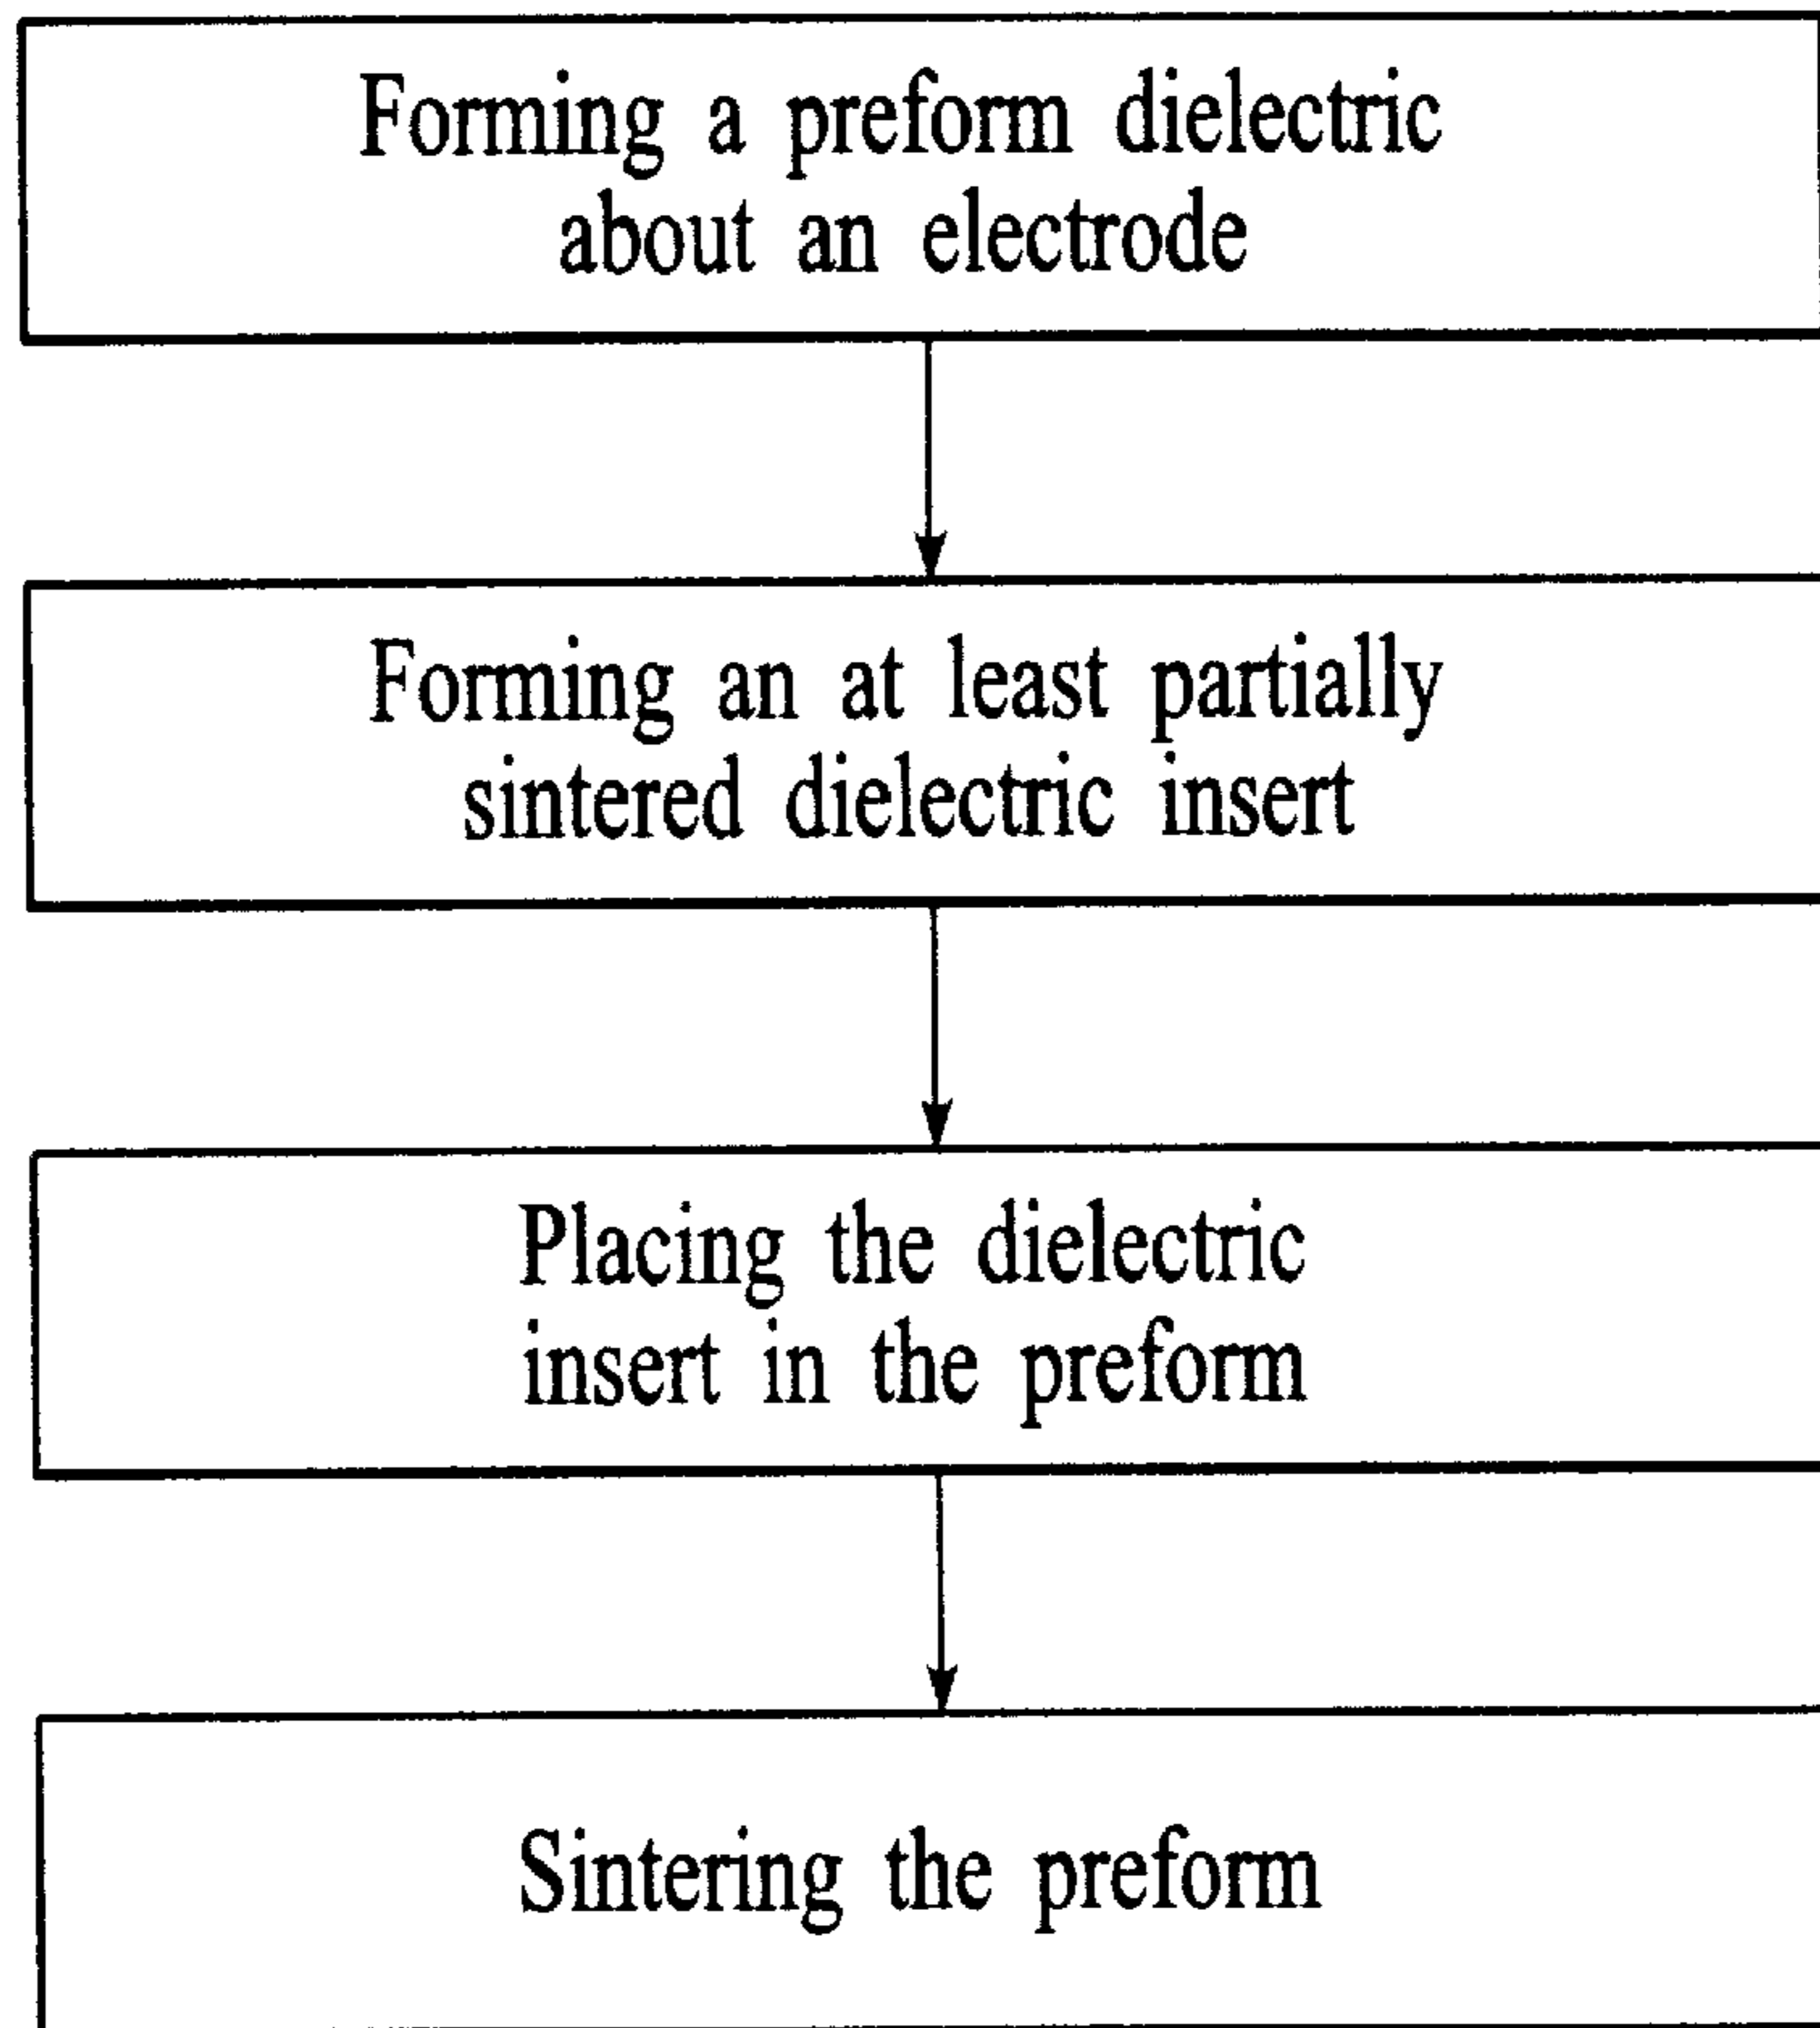 Forming a preform dielectric
about an electrode
Forming an at least partially
sintered dielectric insert
Placing the dielectric
insert in the preform
Sintering the preform